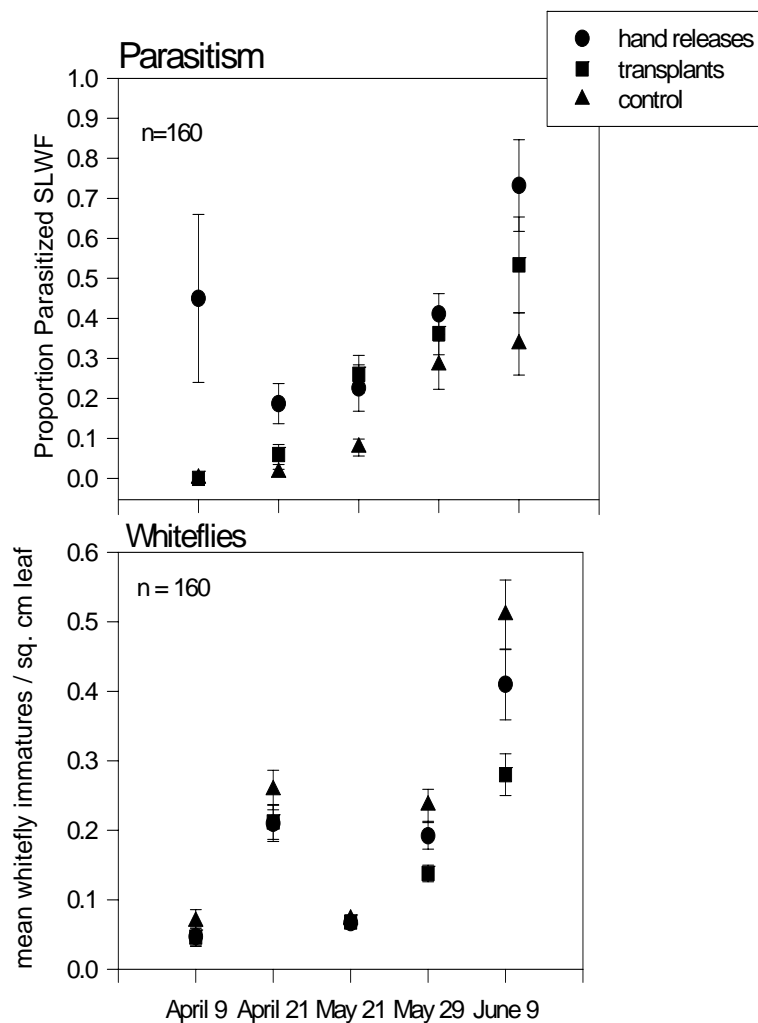 Parasitism
hand releases
transplants
control
n=160
1.0
0.9
0.8
0.7
0.6
0.5
0.4
0.3
0.2
0.1
0.0
Proportion Parasitized SLWF
Whiteflies
n = 160
0.6
0.5
0.4
0.3
0.2
0.1
0.0
mean whitefly immatures / sq. cm leaf
April 9 April 21 May 21 May 29 June 9